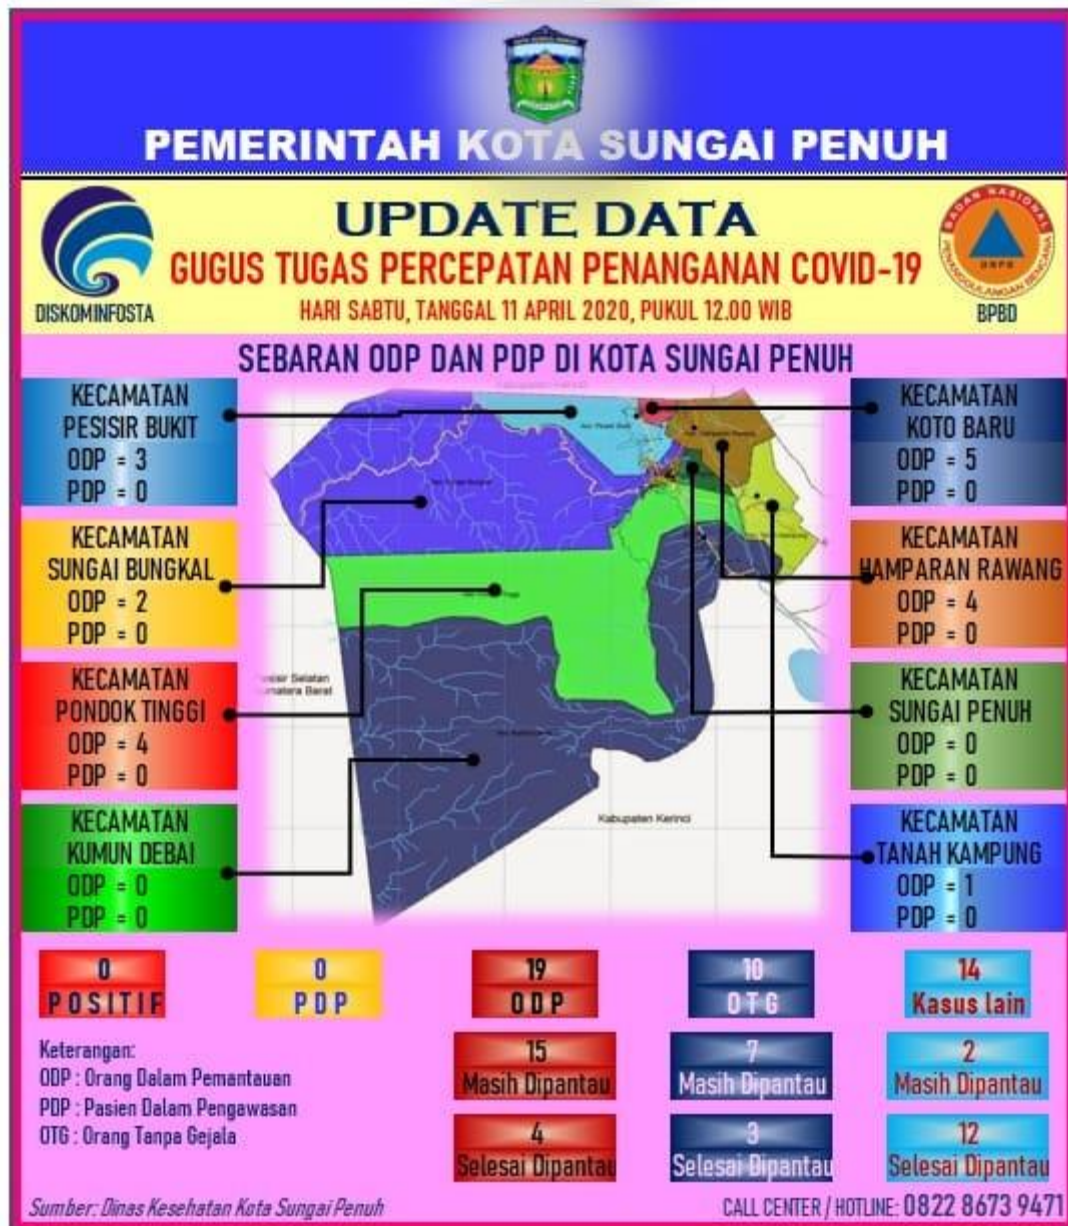 PEMERINTAH KOTA SUNGAI PENUH
UPDATE DATA
GUGUS TUGAS PERCEPATAN PENANGANAN COVID-19
HARI SABTU, TANGGAL 11 APRIL 2020, PUKUL 12.00 WIB
DISKOMINFOSTA
BADAN NASIONAL
PENANGGULANGAN BENCANA
BNPB
BPBD
SEBARAN ODP DAN PDP DI KOTA SUNGAI PENUH
KECAMATAN
PESISIR BUKIT
ODP = 3
PDP = 0
KECAMATAN
SUNGAI BUNGKAL
ODP = 2
PDP = 0
KECAMATAN
PONDOK TINGGI
ODP = 4
PDP = 0
KECAMATAN
KUMUN DEBAI
ODP = 0
PDP = 0
Sumatera Barat
Kabupaten Kerinci
KECAMATAN
KOTO BARU
ODP = 5
PDP = 0
KECAMATAN
HAMPARAN RAWANG
ODP = 4
PDP = 0
KECAMATAN
SUNGAI PENUH
ODP = 0
PDP = 0
KECAMATAN
TANAH KAMPUNG
ODP = 1
PDP = 0
0
POSITIF
0
PDP
19
ODP
10
OTG
14
Kasus lain
Keterangan:
ODP : Orang Dalam Pemantauan
PDP : Pasien Dalam Pengawasan
OTG : Orang Tanpa Gejala
15
Masih Dipantau
7
Masih Dipantau
2
Masih Dipantau
4
Selesai Dipantau
3
Selesai Dipantau
12
Selesai Dipantau
Sumber: Dinas Kesehatan Kota Sungai Penuh
CALL CENTER / HOTLINE: 0822 8673 9471